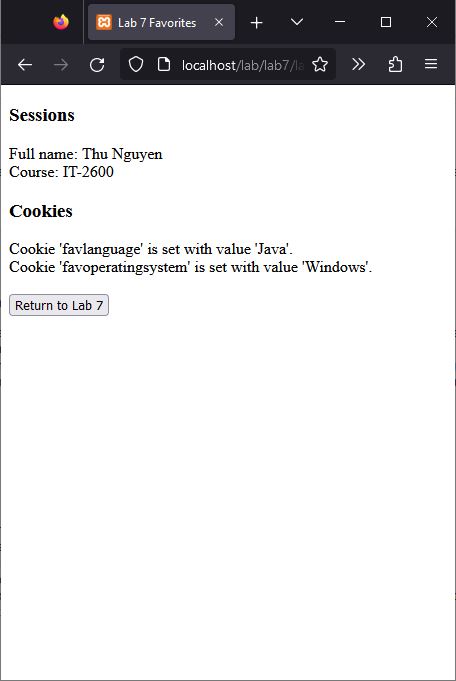 Lab 7 Favorites
localhost/lab/lab7/
Sessions
Full name: Thu Nguyen
Course: IT-2600
Cookies
Cookie 'favlanguage' is set with value 'Java'.
Cookie 'favoperatingsystem' is set with value 'Windows'.
Return to Lab 7